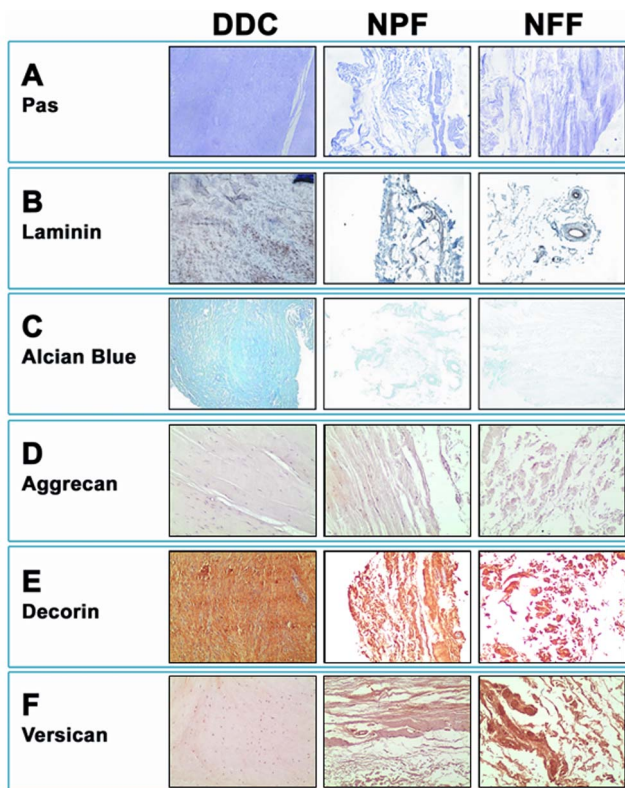 DDC NPF NFF
A
Pas
B
Laminin
C
Alcian Blue
D
Aggrecan
E
Decorin
F
Versican